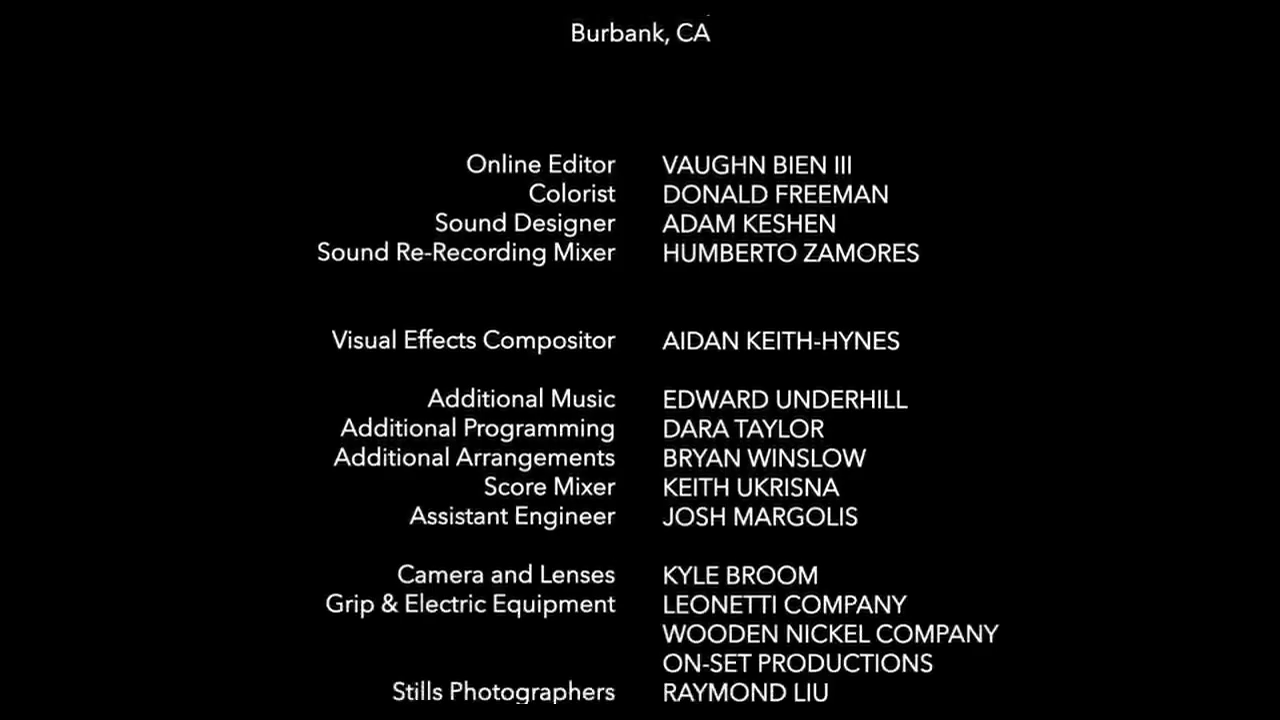 Burbank, CA
Online Editor VAUGHN BIEN III
Colorist DONALD FREEMAN
Sound Designer ADAM KESHEN
Sound Re-Recording Mixer HUMBERTO ZAMORES
Visual Effects Compositor AIDAN KEITH-HYNES
Additional Music EDWARD UNDERHILL
Additional Programming DARA TAYLOR
Additional Arrangements BRYAN WINSLOW
Score Mixer KEITH UKRISNA
Assistant Engineer JOSH MARGOLIS
Camera and Lenses KYLE BROOM
Grip & Electric Equipment LEONETTI COMPANY
WOODEN NICKEL COMPANY
ON-SET PRODUCTIONS
Stills Photographers RAYMOND LIU